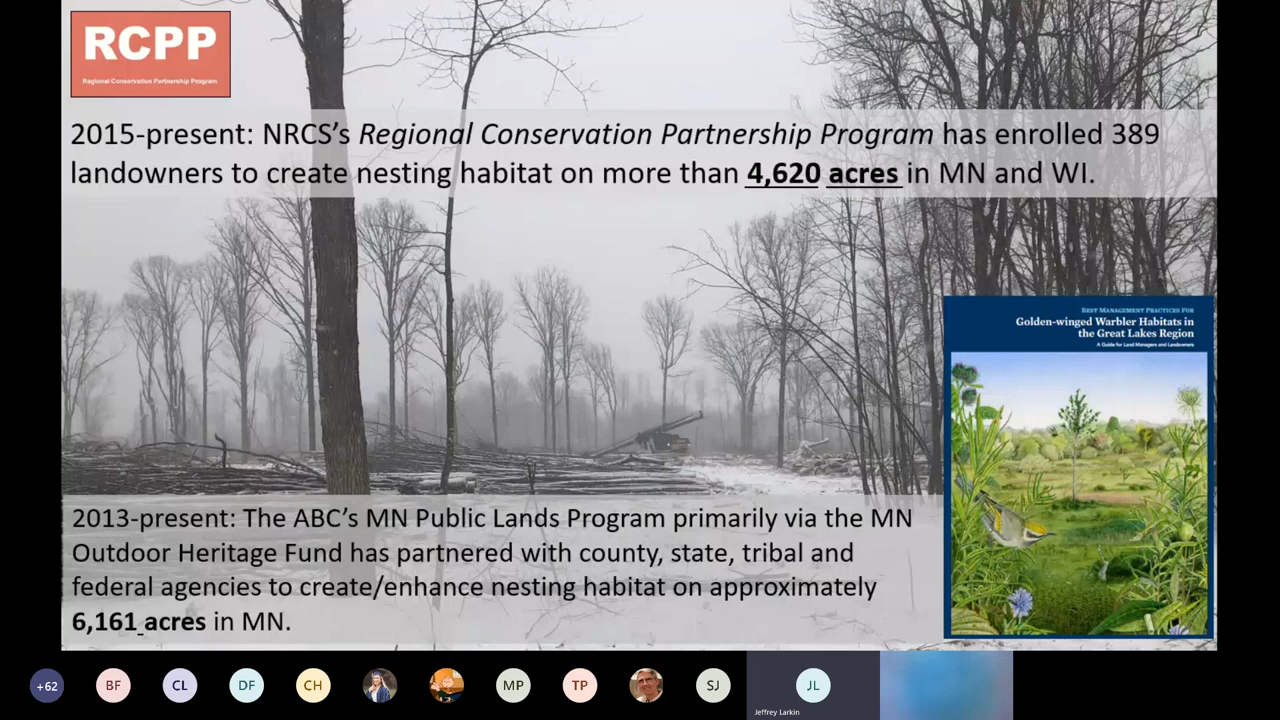 RCPP
Regional Conservation Partnership Program
2015-present: NRCS’s Regional Conservation Partnership Program has enrolled 389
landowners to create nesting habitat on more than 4,620 acres in MN and WI.
BEST MANAGEMENT PRACTICES FOR
Golden-winged Warbler Habitats in
the Great Lakes Region
A Guide for Land Managers and Landowners
2013-present: The ABC’s MN Public Lands Program primarily via the MN
Outdoor Heritage Fund has partnered with county, state, tribal and
federal agencies to create/enhance nesting habitat on approximately
6,161 acres in MN.
+62 BF CL DF CH MP TP SJ JL
Jeffrey Larkin